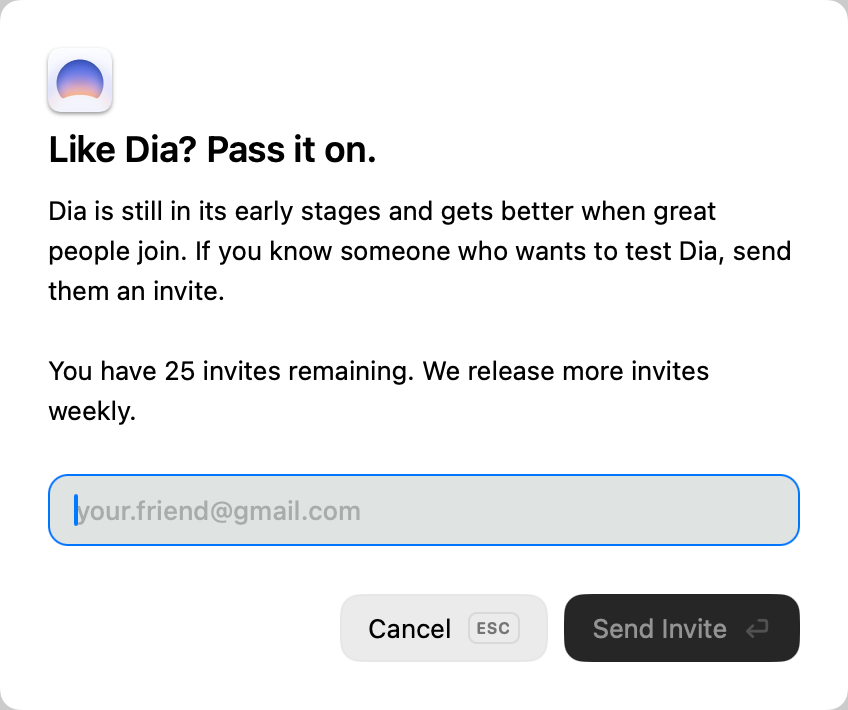 Like Dia? Pass it on.
Dia is still in its early stages and gets better when great
people join. If you know someone who wants to test Dia, send
them an invite.
You have 25 invites remaining. We release more invites
weekly.
your.friend@gmail.com
Cancel ESC Send Invite